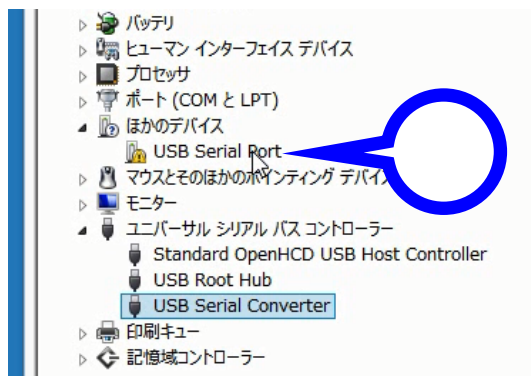 バッテリ
ヒューマン インターフェイス デバイス
プロセッサ
ポート (COM と LPT)
ほかのデバイス
USB Serial Port
マウスとそのほかのポインティング デバイス
モニター
ユニバーサル シリアル バス コントローラー
Standard OpenHCD USB Host Controller
USB Root Hub
USB Serial Converter
印刷キュー
記憶域コントローラー